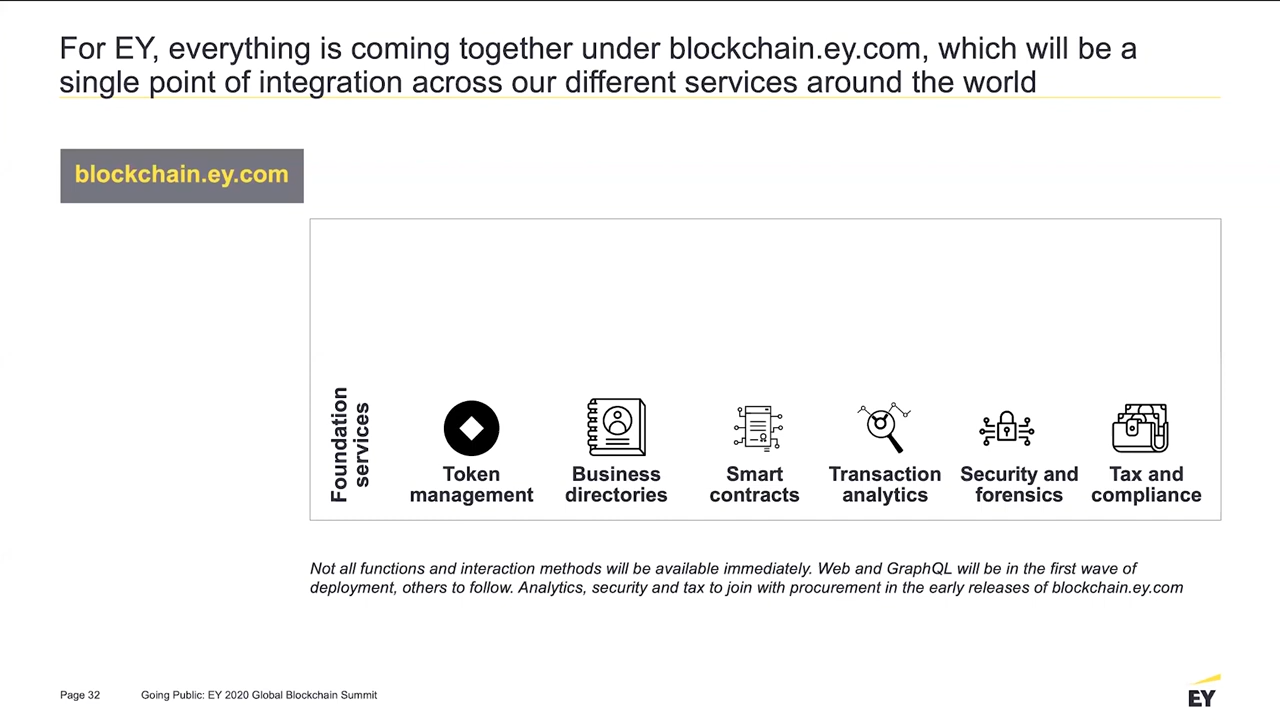 For EY, everything is coming together under blockchain.ey.com, which will be a
single point of integration across our different services around the world
blockchain.ey.com
Foundation
services
Token
management
Business
directories
Smart
contracts
Transaction
analytics
Security and
forensics
Tax and
compliance
Not all functions and interaction methods will be available immediately. Web and GraphQL will be in the first wave of
deployment, others to follow. Analytics, security and tax to join with procurement in the early releases of blockchain.ey.com
Page 32
Going Public: EY 2020 Global Blockchain Summit
EY